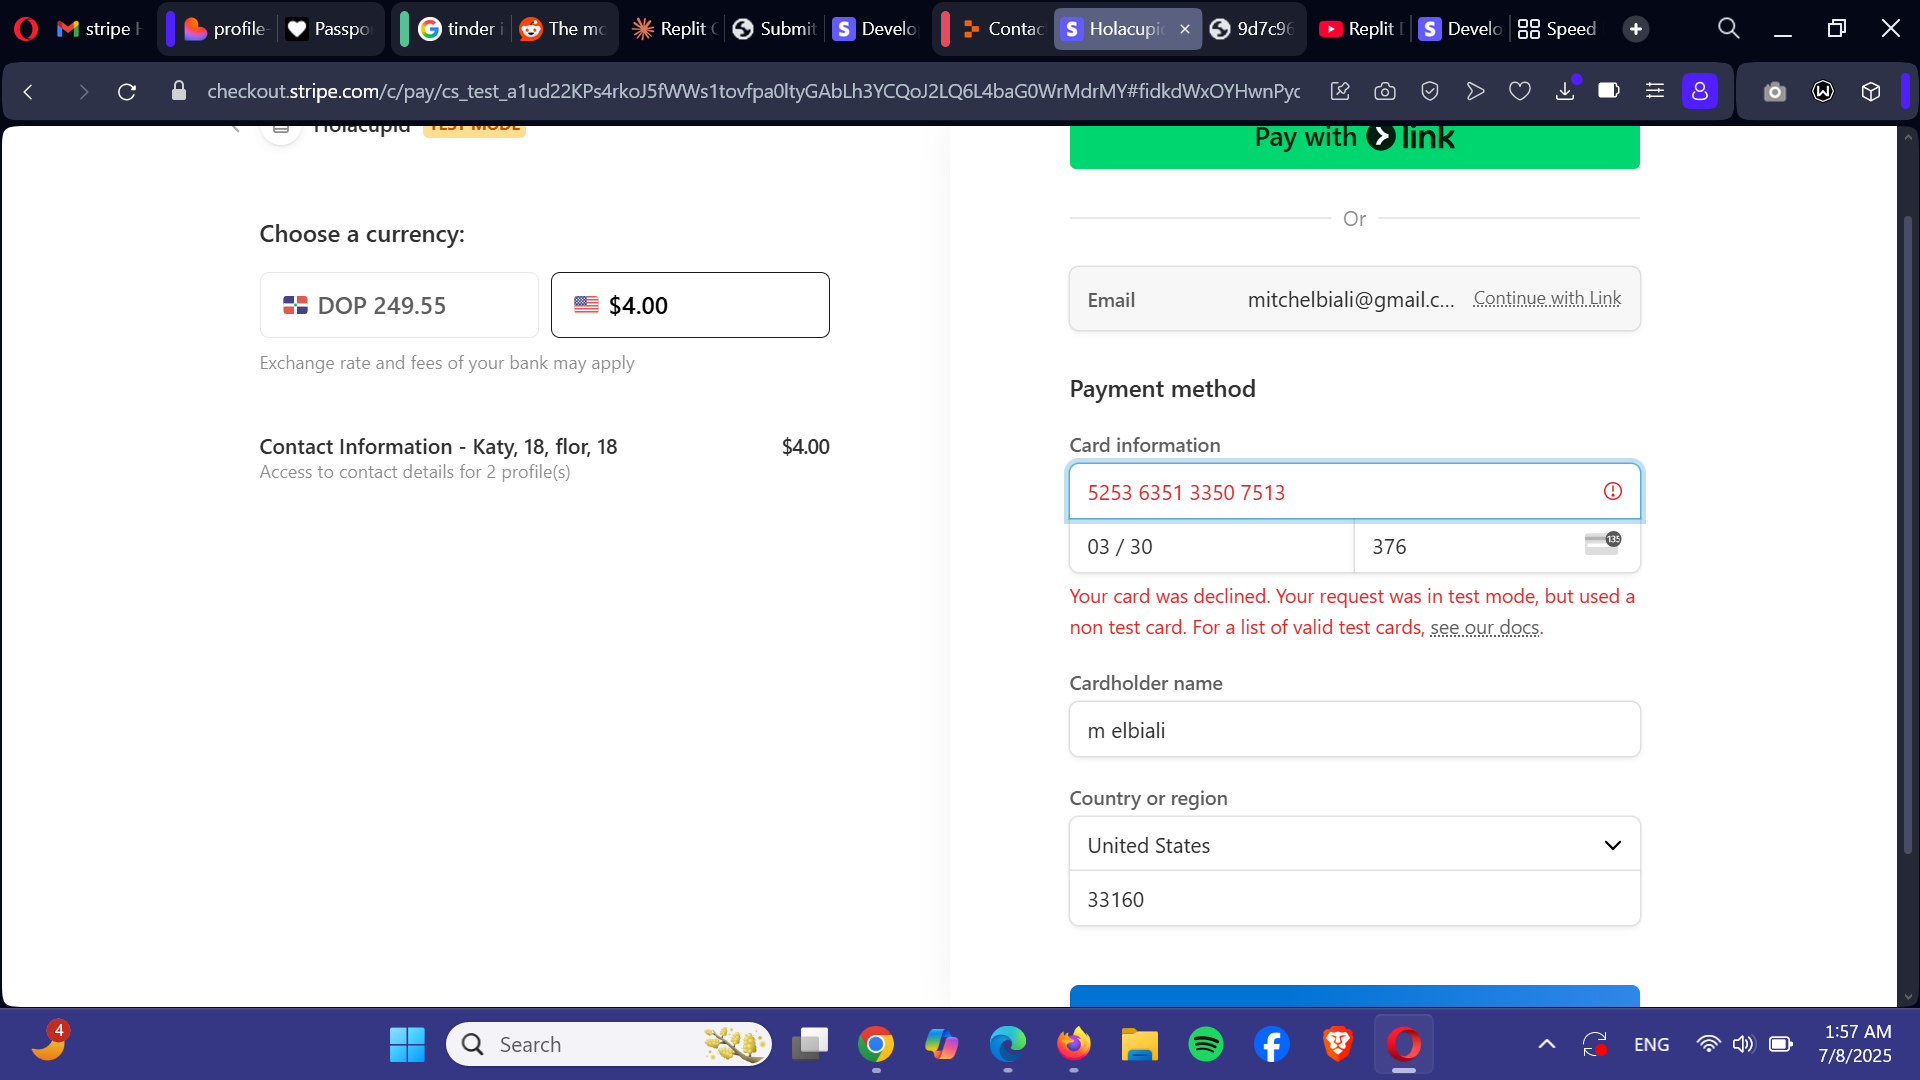 stripe
profile-
Passpo
tinder i
The mo
Replit
Submit
Develo
Contac
Holacupi
9d7c96
Replit
Develo
Speed
checkout.stripe.com/c/pay/cs_test_a1ud22KPs4rkoJ5fWWs1tovfpa0ltyGAbLh3YCQoJ2LQ6L4baG0WrMdrMY#fidkdWxOYHwnPyc
Holacupid TEST MODE
Choose a currency:
DOP 249.55
$4.00
Exchange rate and fees of your bank may apply
Contact Information - Katy, 18, flor, 18 $4.00
Access to contact details for 2 profile(s)
Pay with link
Or
Email mitchelbiali@gmail.c... Continue with Link
Payment method
Card information
5253 6351 3350 7513
03 / 30
376
135
Your card was declined. Your request was in test mode, but used a
non test card. For a list of valid test cards, see our docs.
Cardholder name
m elbiali
Country or region
United States
33160
4
Search
ENG
1:57 AM
7/8/2025